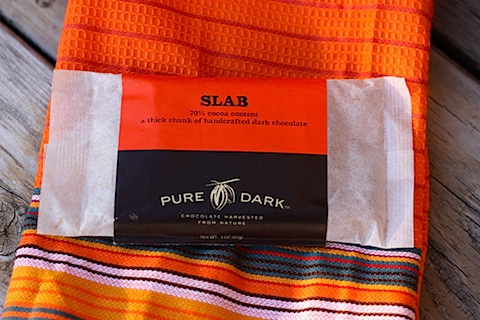 SLAB
70% cocoa content
a thick chunk of handcrafted dark chocolate
PURE DARK
CHOCOLATE HARVESTED
FROM NATURE